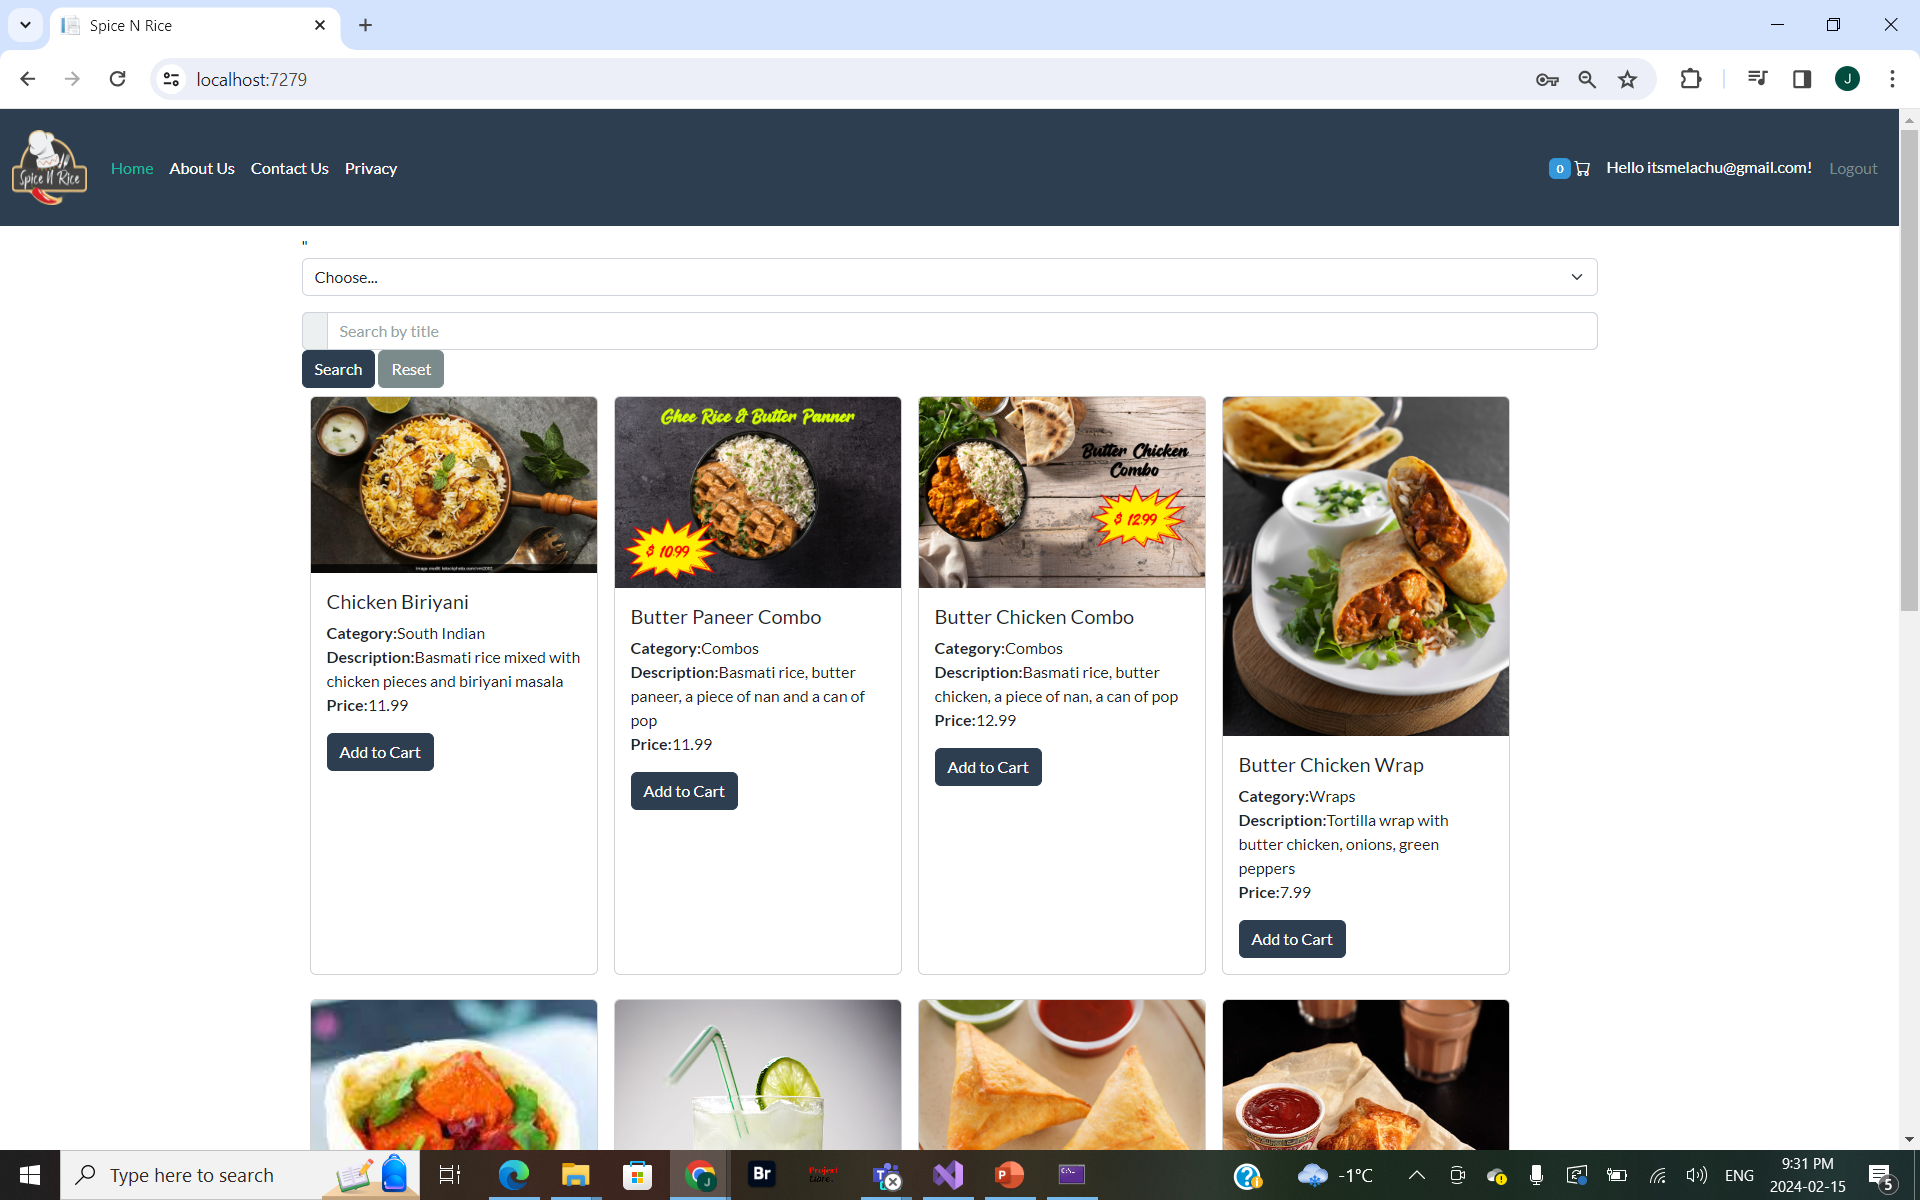 Spice N Rice
localhost:7279
J
Spice N Rice
Home About Us Contact Us Privacy
0 Hello itsmelachu@gmail.com! Logout
"
Choose...
Search by title
Search Reset
Chicken Biriyani
Category:South Indian
Description:Basmati rice mixed with
chicken pieces and biriyani masala
Price:11.99
Add to Cart
Ghee Rice & Butter Panner
$ 10.99
Butter Paneer Combo
Category:Combos
Description:Basmati rice, butter
paneer, a piece of nan and a can of
pop
Price:11.99
Add to Cart
Butter Chicken
Combo
$ 12.99
Butter Chicken Combo
Category:Combos
Description:Basmati rice, butter
chicken, a piece of nan, a can of pop
Price:12.99
Add to Cart
Butter Chicken Wrap
Category:Wraps
Description:Tortilla wrap with
butter chicken, onions, green
peppers
Price:7.99
Add to Cart
Type here to search
Br
Project
Libre
-1°C
ENG
9:31 PM
2024-02-15
5